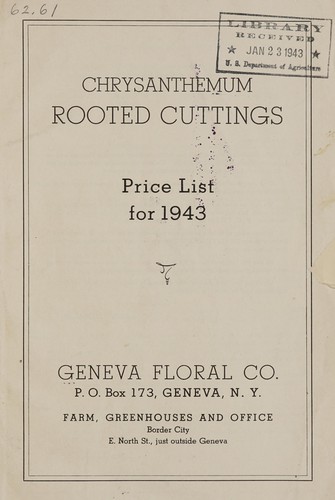 62.61
LIBRARY
RECEIVED
★ JAN 23 1943 ★
U. S. Department of Agriculture
CHRYSANTHEMUM
ROOTED CUTTINGS
Price List
for 1943
GENEVA FLORAL CO.
P. O. Box 173, GENEVA, N. Y.
FARM, GREENHOUSES AND OFFICE
Border City
E. North St., just outside Geneva